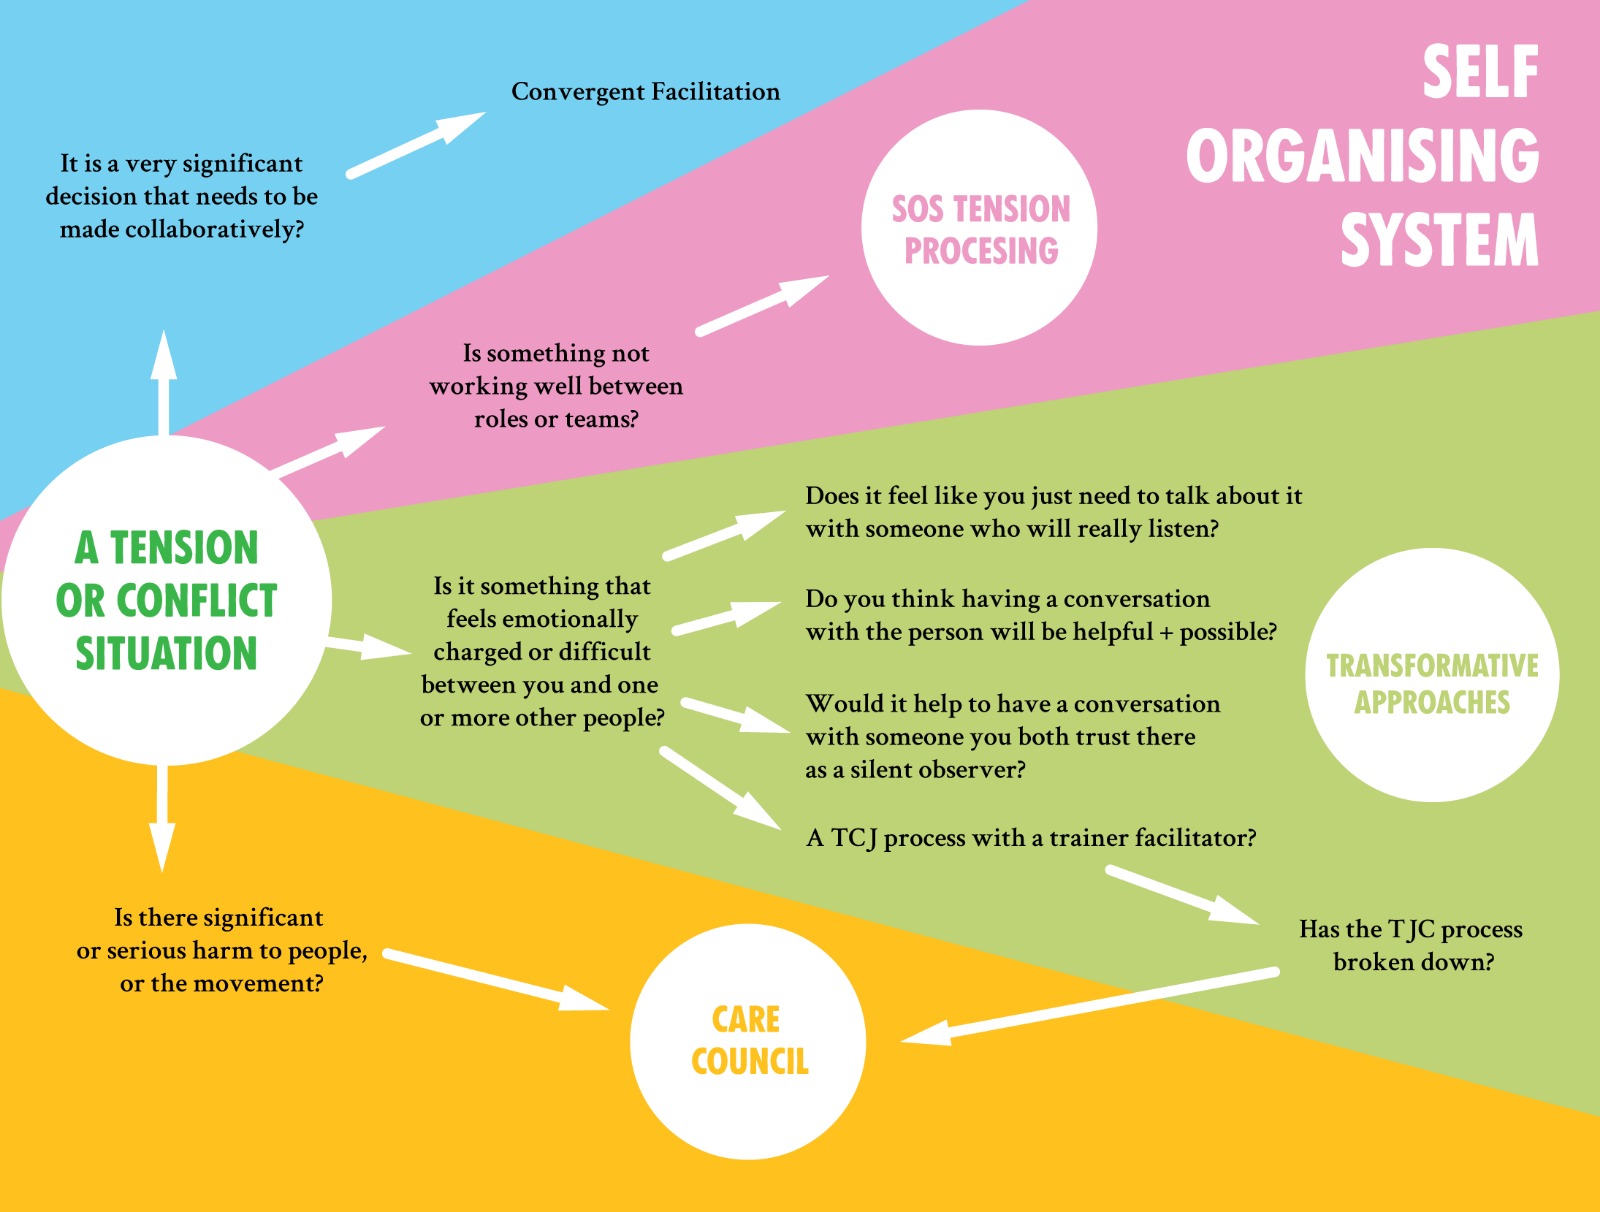 SELF
ORGANISING
SYSTEM
Convergent Facilitation
It is a very significant
decision that needs to be
made collaboratively?
SOS TENSION
PROCESING
Is something not
working well between
roles or teams?
A TENSION
OR CONFLICT
SITUATION
Is it something that
feels emotionally
charged or difficult
between you and one
or more other people?
Does it feel like you just need to talk about it
with someone who will really listen?
Do you think having a conversation
with the person will be helpful + possible?
Would it help to have a conversation
with someone you both trust there
as a silent observer?
A TCJ process with a trainer facilitator?
TRANSFORMATIVE
APPROACHES
Has the TJC process
broken down?
Is there significant
or serious harm to people,
or the movement?
CARE
COUNCIL